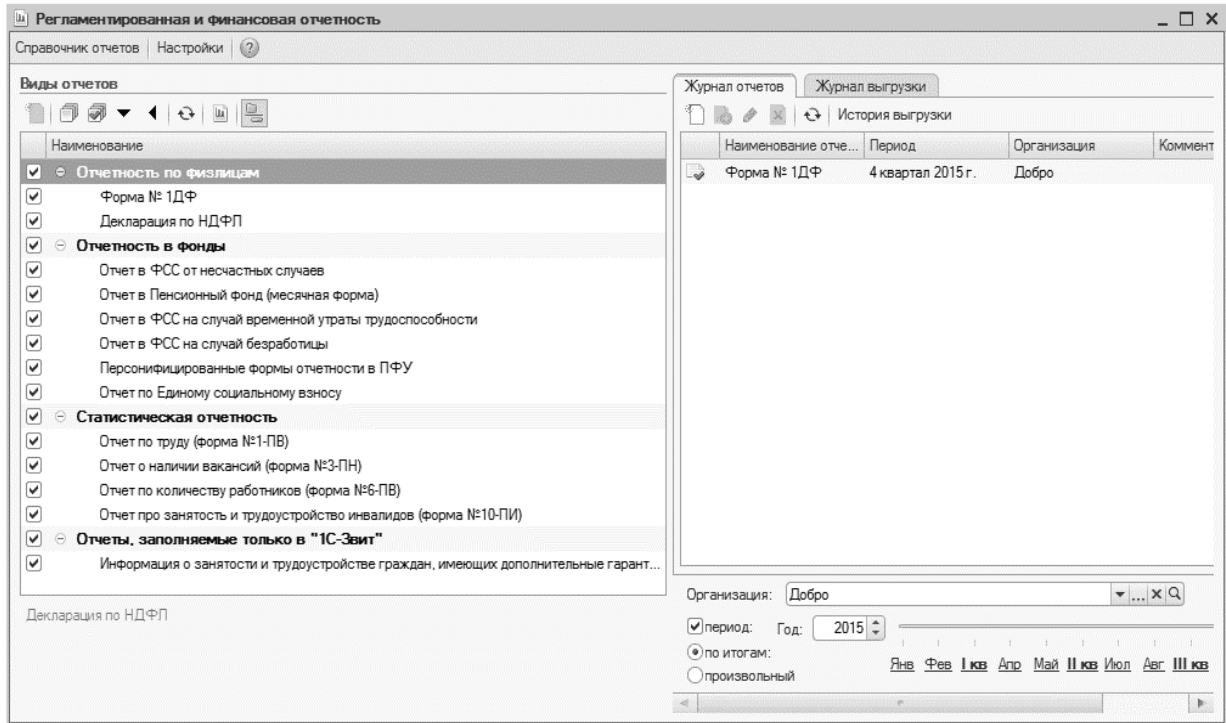 Регламентированная и финансовая отчетность
Справочник отчетов Настройки ?
Виды отчетов
Наименование
Отчетность по физлицам
Форма № 1ДФ
Декларация по НДФЛ
Отчетность в фонды
Отчет в ФСС от несчастных случаев
Отчет в Пенсионный фонд (месячная форма)
Отчет в ФСС на случай временной утраты трудоспособности
Отчет в ФСС на случай безработицы
Персонифицированные формы отчетности в ПФУ
Отчет по Единому социальному взносу
Статистическая отчетность
Отчет по труду (форма №1-ПВ)
Отчет о наличии вакансий (форма №3-ПН)
Отчет по количеству работников (форма №6-ПВ)
Отчет про занятость и трудоустройство инвалидов (форма №10-ПИ)
Отчеты, заполняемые только в "1С-Звит"
Информация о занятости и трудоустройстве граждан, имеющих дополнительные гарант...
Декларация по НДФЛ
Журнал отчетов Журнал выгрузки
История выгрузки
Наименование отче... Период Организация Коммент
Форма № 1ДФ 4 квартал 2015 г. Добро
Организация: Добро
период: Год: 2015
по итогам:
Янв Фев I кв Апр Май II кв Июл Авг III кв
произвольный